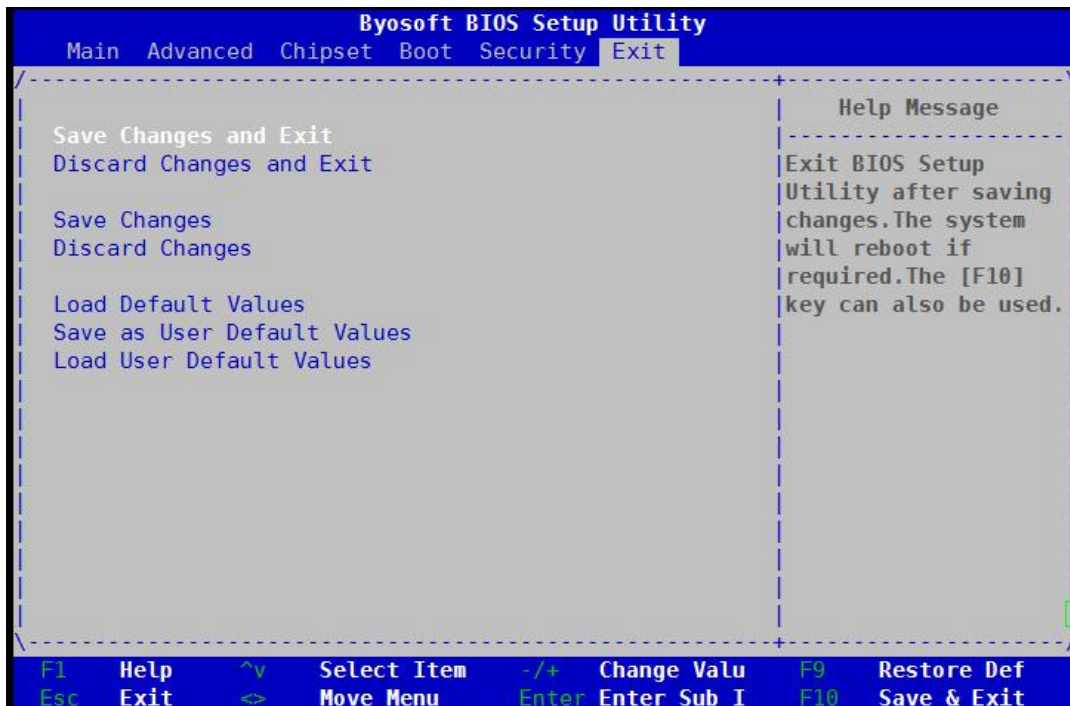 Byosoft BIOS Setup Utility
Main Advanced Chipset Boot Security Exit
Help Message
Save Changes and Exit
Discard Changes and Exit
Save Changes
Discard Changes
Load Default Values
Save as User Default Values
Load User Default Values
Exit BIOS Setup
Utility after saving
changes.The system
will reboot if
required.The [F10]
key can also be used.
F1 Help ^v Select Item -/+ Change Valu F9 Restore Def
Esc Exit <> Move Menu Enter Enter Sub I F10 Save & Exit